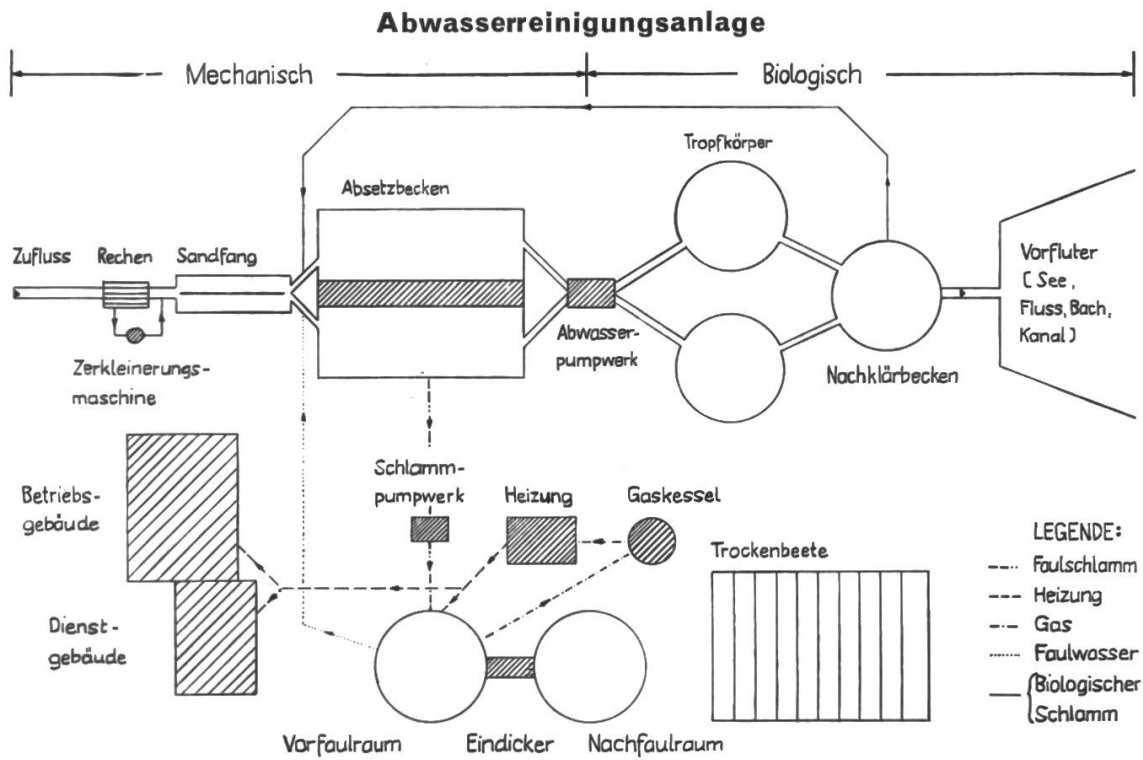 Abwasserreinigungsanlage
Mechanisch
Biologisch
Tropfkörper
Absetzbecken
Zufluss
Rechen
Sandfang
Vorfluter
( See,
Fluss, Bach,
Kanal )
Abwasser-
pumpwerk
Zerkleinerungs-
maschine
Nachklärbecken
Schlamm-
pumpwerk
Heizung
Gaskessel
Betriebs-
gebäude
Trockenbeete
Dienst-
gebäude
LEGENDE:
Faulschlamm
Heizung
Gas
Faulwasser
Biologischer
Schlamm
Vorfaulraum
Eindicker
Nachfaulraum